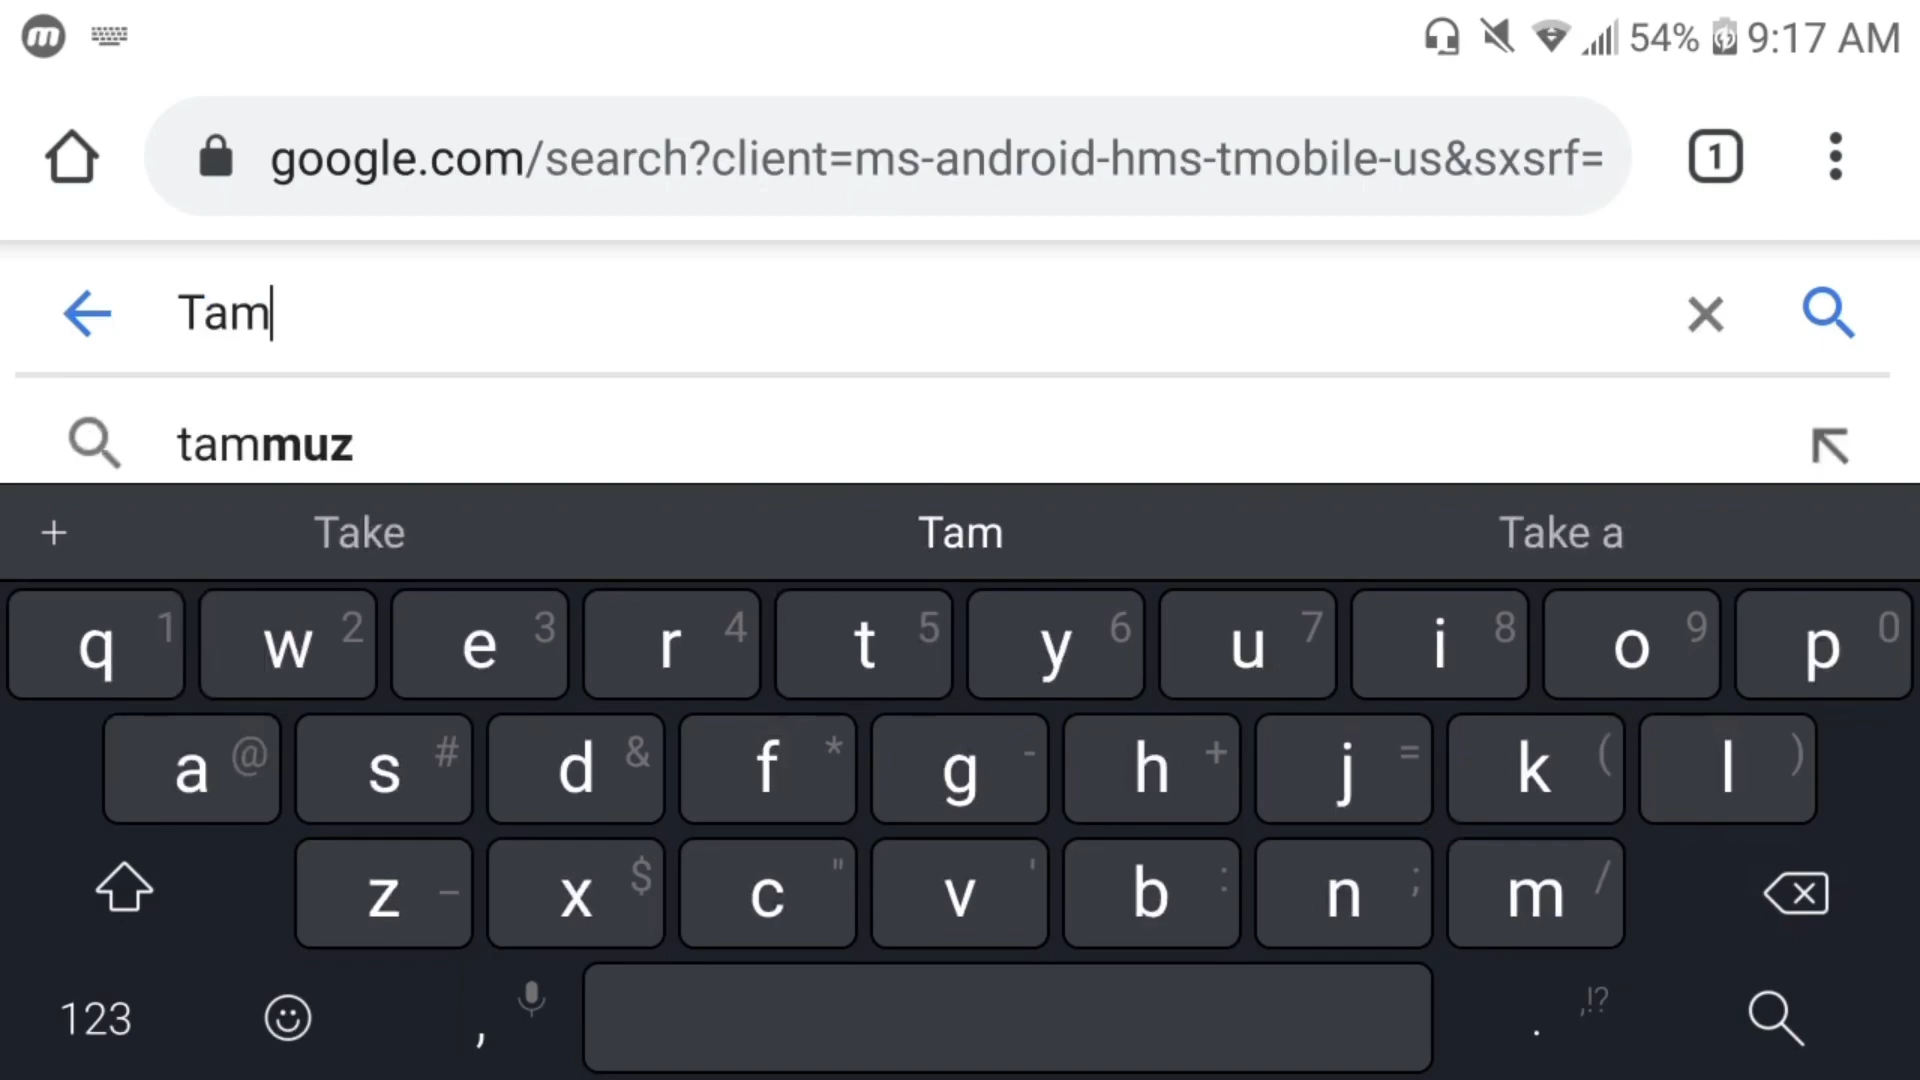 m 54% 9:17 AM
google.com/search?client=ms-android-hms-tmobile-us&sxsrf= 1
Tam
tammuz
+ Take Tam Take a
q 1 w 2 e 3 r 4 t 5 y 6 u 7 i 8 o 9 p 0
a @ s # d & f * g - h + j = k ( l )
z _ x $ c " v ' b : n ; m /
123 , . ,!?